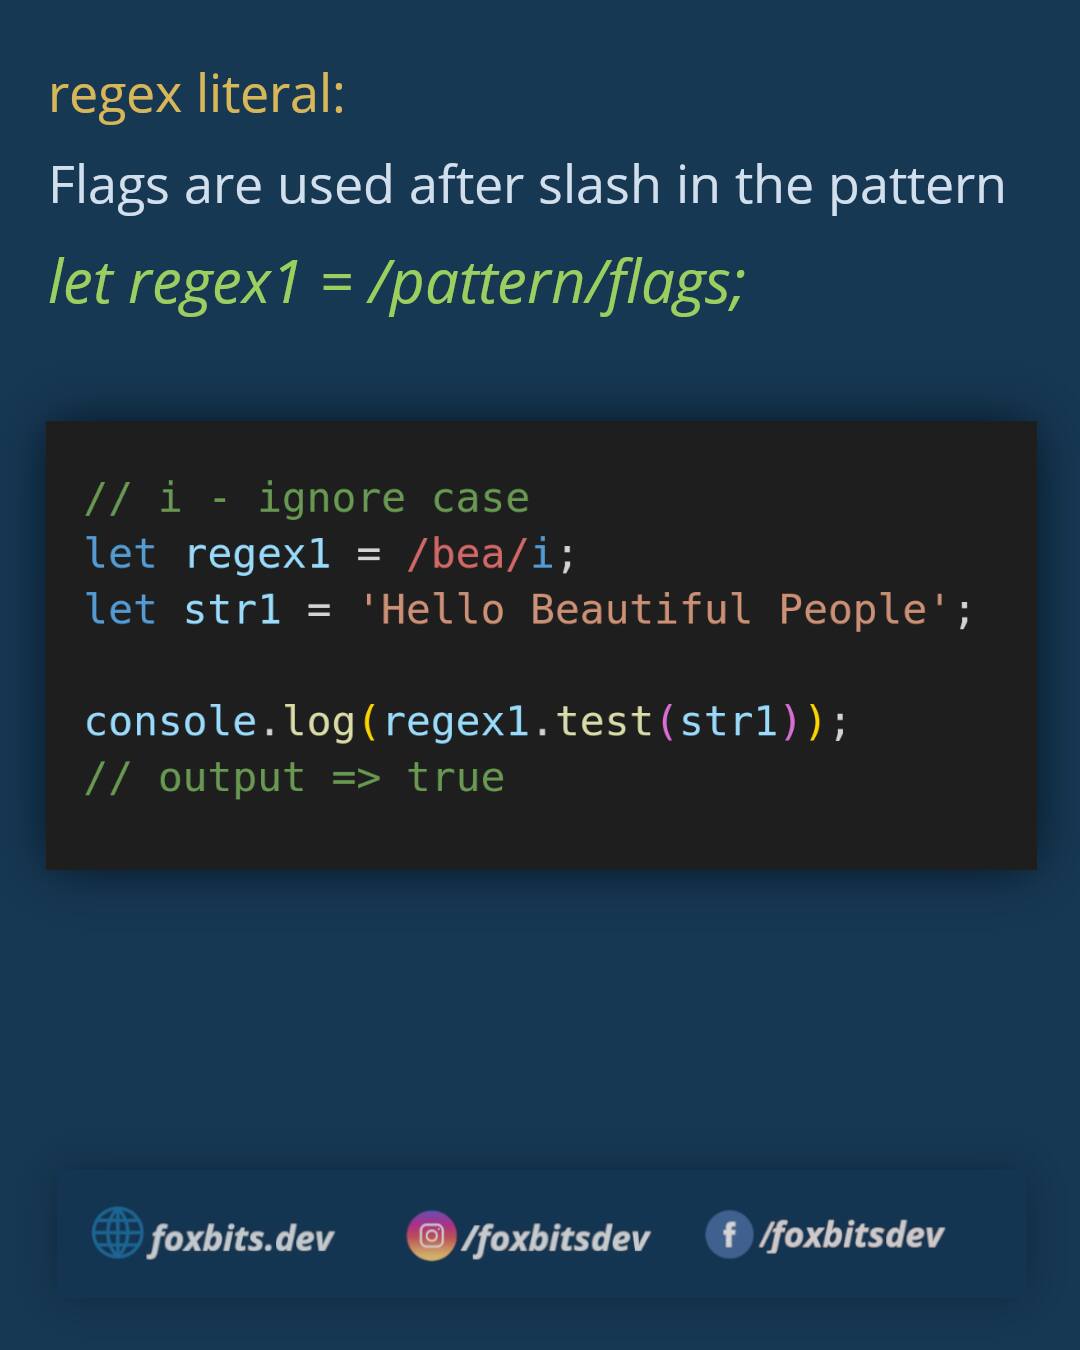 regex literal:
Flags are used after slash in the pattern
let regex1 = /pattern/flags;
// i - ignore case
let regex1 = /bea/i;
let str1 = 'Hello Beautiful People';
console.log(regex1.test(str1));
// output => true
foxbits.dev /foxbitsdev /foxbitsdev